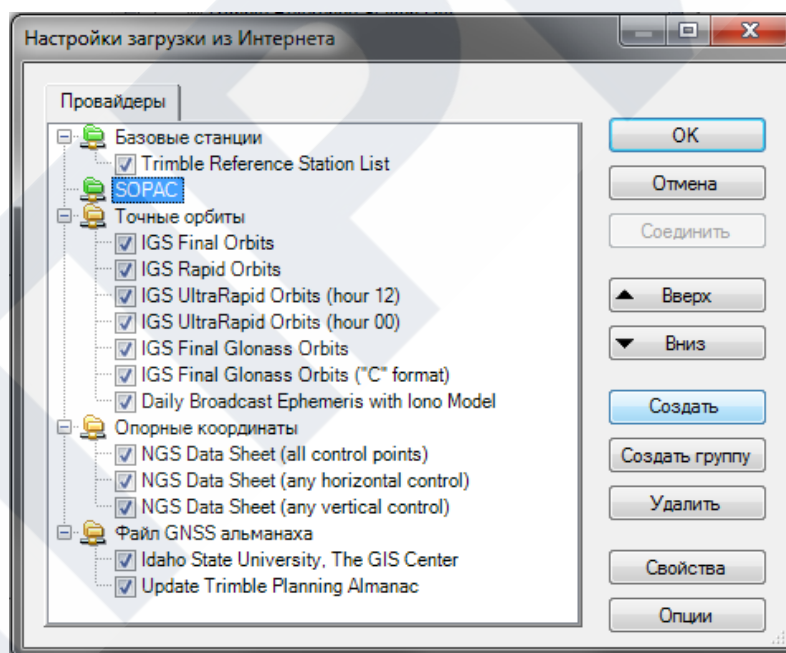 Настройки загрузки из Интернета
Провайдеры
Базовые станции
Trimble Reference Station List
SOPAC
Точные орбиты
IGS Final Orbits
IGS Rapid Orbits
IGS UltraRapid Orbits (hour 12)
IGS UltraRapid Orbits (hour 00)
IGS Final Glonass Orbits
IGS Final Glonass Orbits ("C" format)
Daily Broadcast Ephemeris with Iono Model
Опорные координаты
NGS Data Sheet (all control points)
NGS Data Sheet (any horizontal control)
NGS Data Sheet (any vertical control)
Файл GNSS альманаха
Idaho State University, The GIS Center
Update Trimble Planning Almanac
OK
Отмена
Соединить
Вверх
Вниз
Создать
Создать группу
Удалить
Свойства
Опции